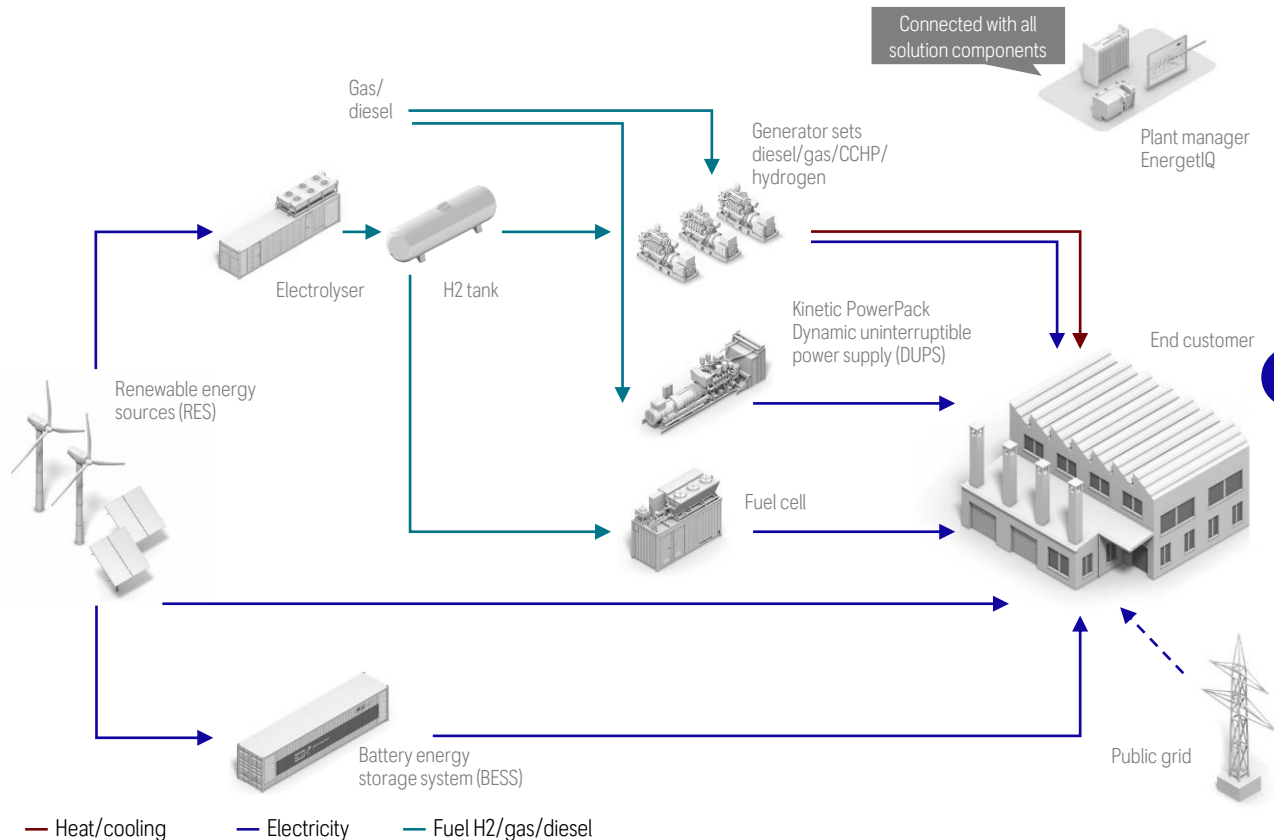 Connected with all
solution components
Plant manager
EnergetIQ
Gas/
diesel
Generator sets
diesel/gas/CCHP/
hydrogen
Electrolyser
H2 tank
Kinetic PowerPack
Dynamic uninterruptible
power supply (DUPS)
End customer
Renewable energy
sources (RES)
Fuel cell
Battery energy
storage system (BESS)
Public grid
Heat/cooling
Electricity
Fuel H2/gas/diesel